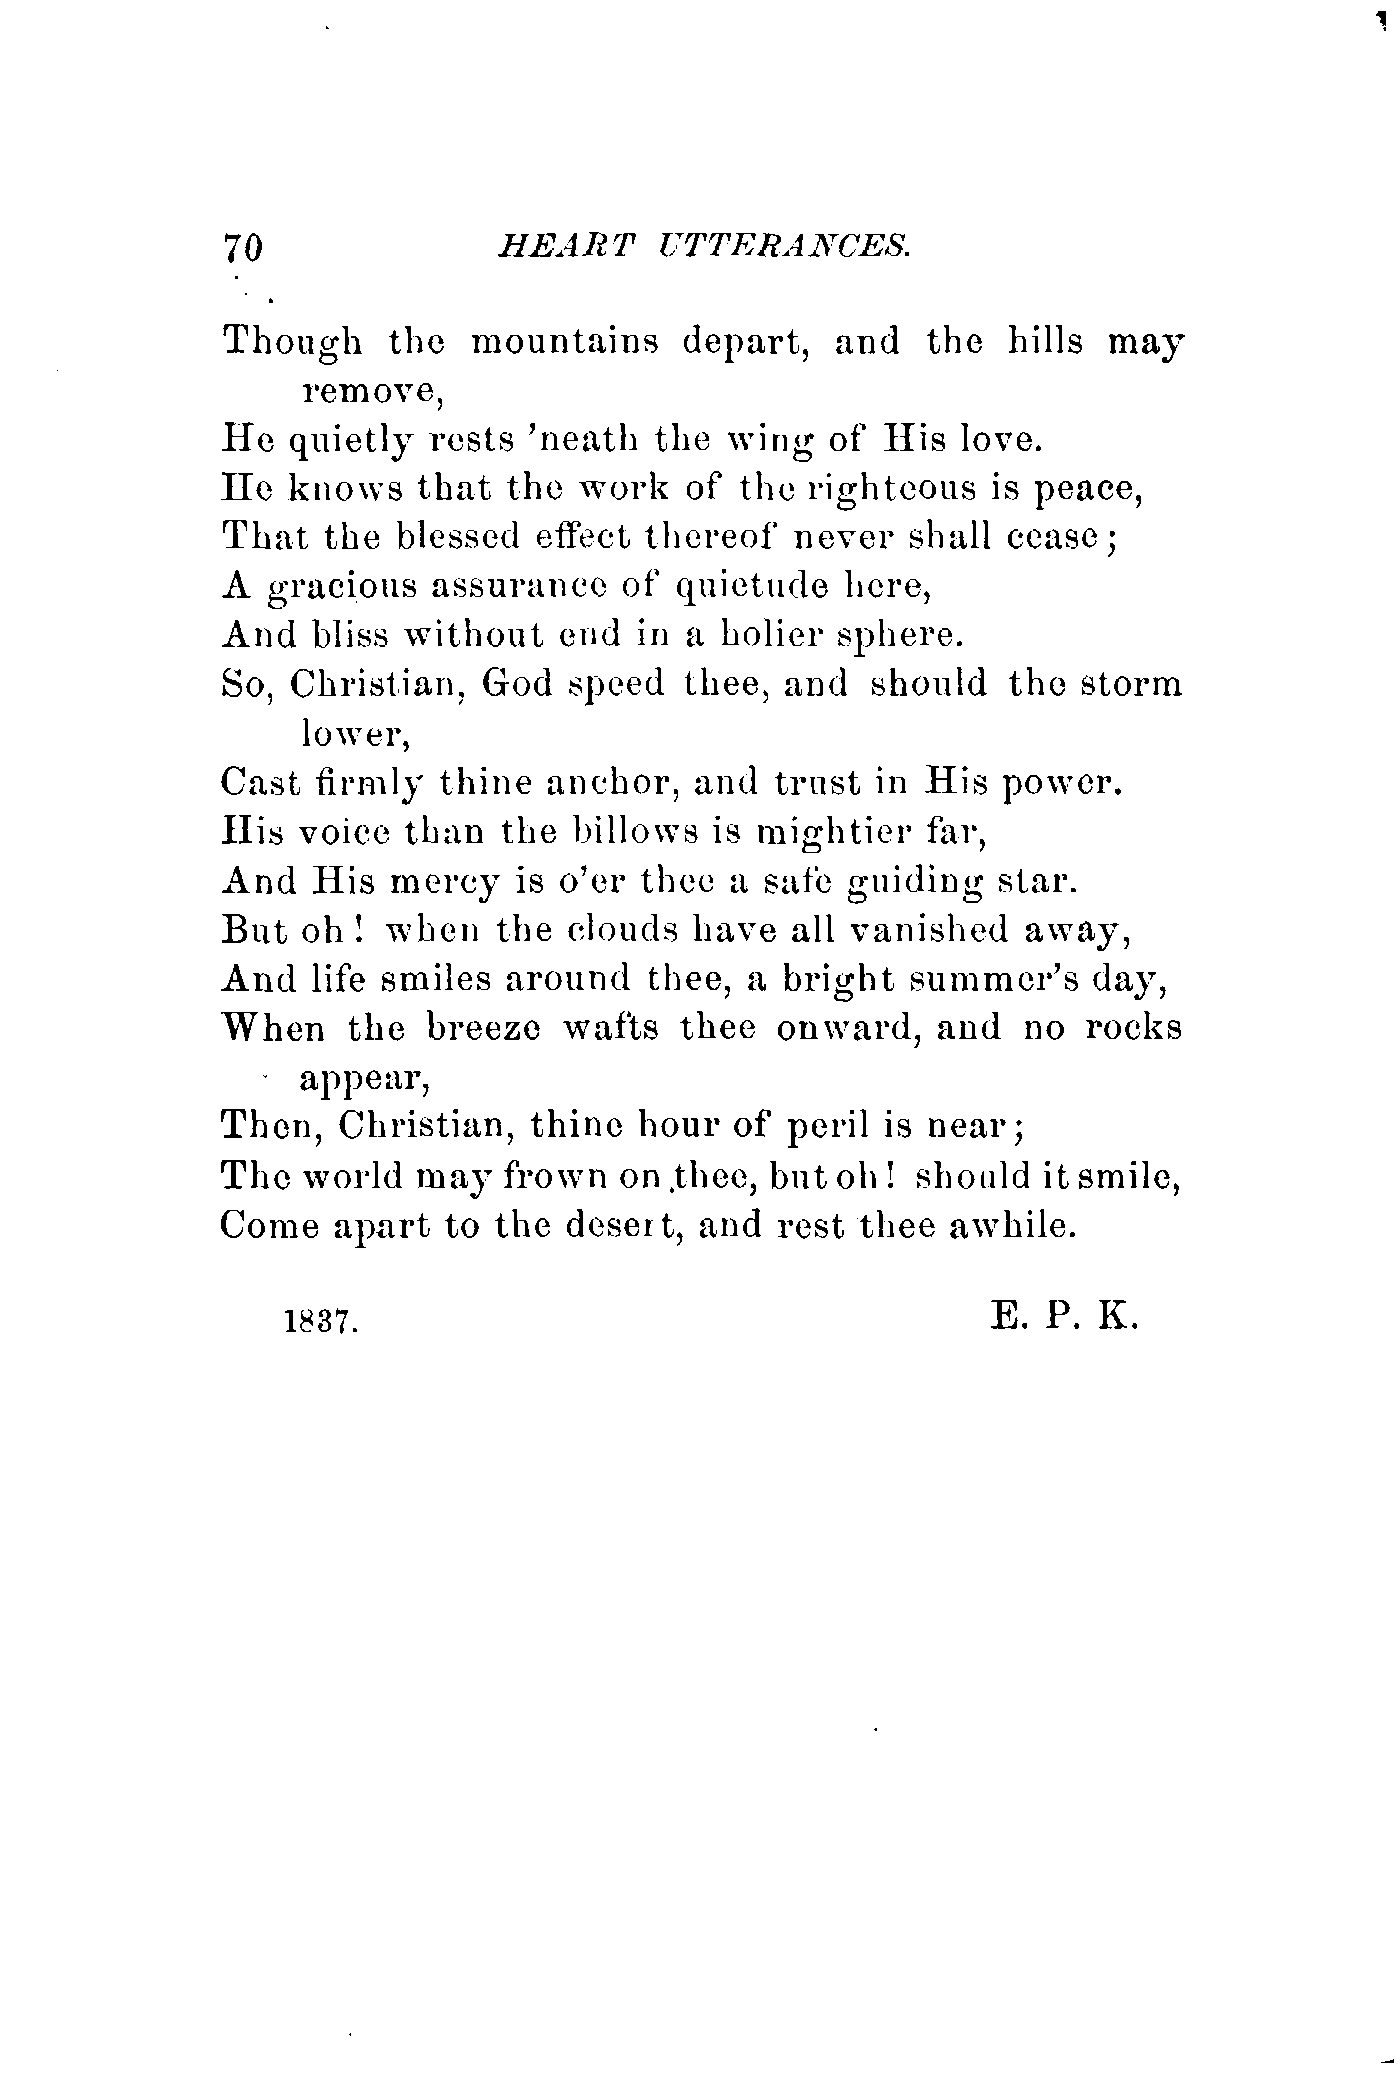 70 HEART UTTERANCES.
Though the mountains depart, and the hills may
remove,
He quietly rests ’neath the wing of His love.
He knows that the work of the righteous is peace,
That the blessed effect thereof never shall cease;
A gracious assurance of quietude here,
And bliss without end in a holier sphere.
So, Christian, God speed thee, and should the storm
lower,
Cast firmly thine anchor, and trust in His power.
His voice than the billows is mightier far,
And His mercy is o’er thee a safe guiding star.
But oh! when the clouds have all vanished away,
And life smiles around thee, a bright summer’s day,
When the breeze wafts thee onward, and no rocks
appear,
Then, Christian, thine hour of peril is near;
The world may frown on thee, but oh! should it smile,
Come apart to the desert, and rest thee awhile.
1837. E. P. K.